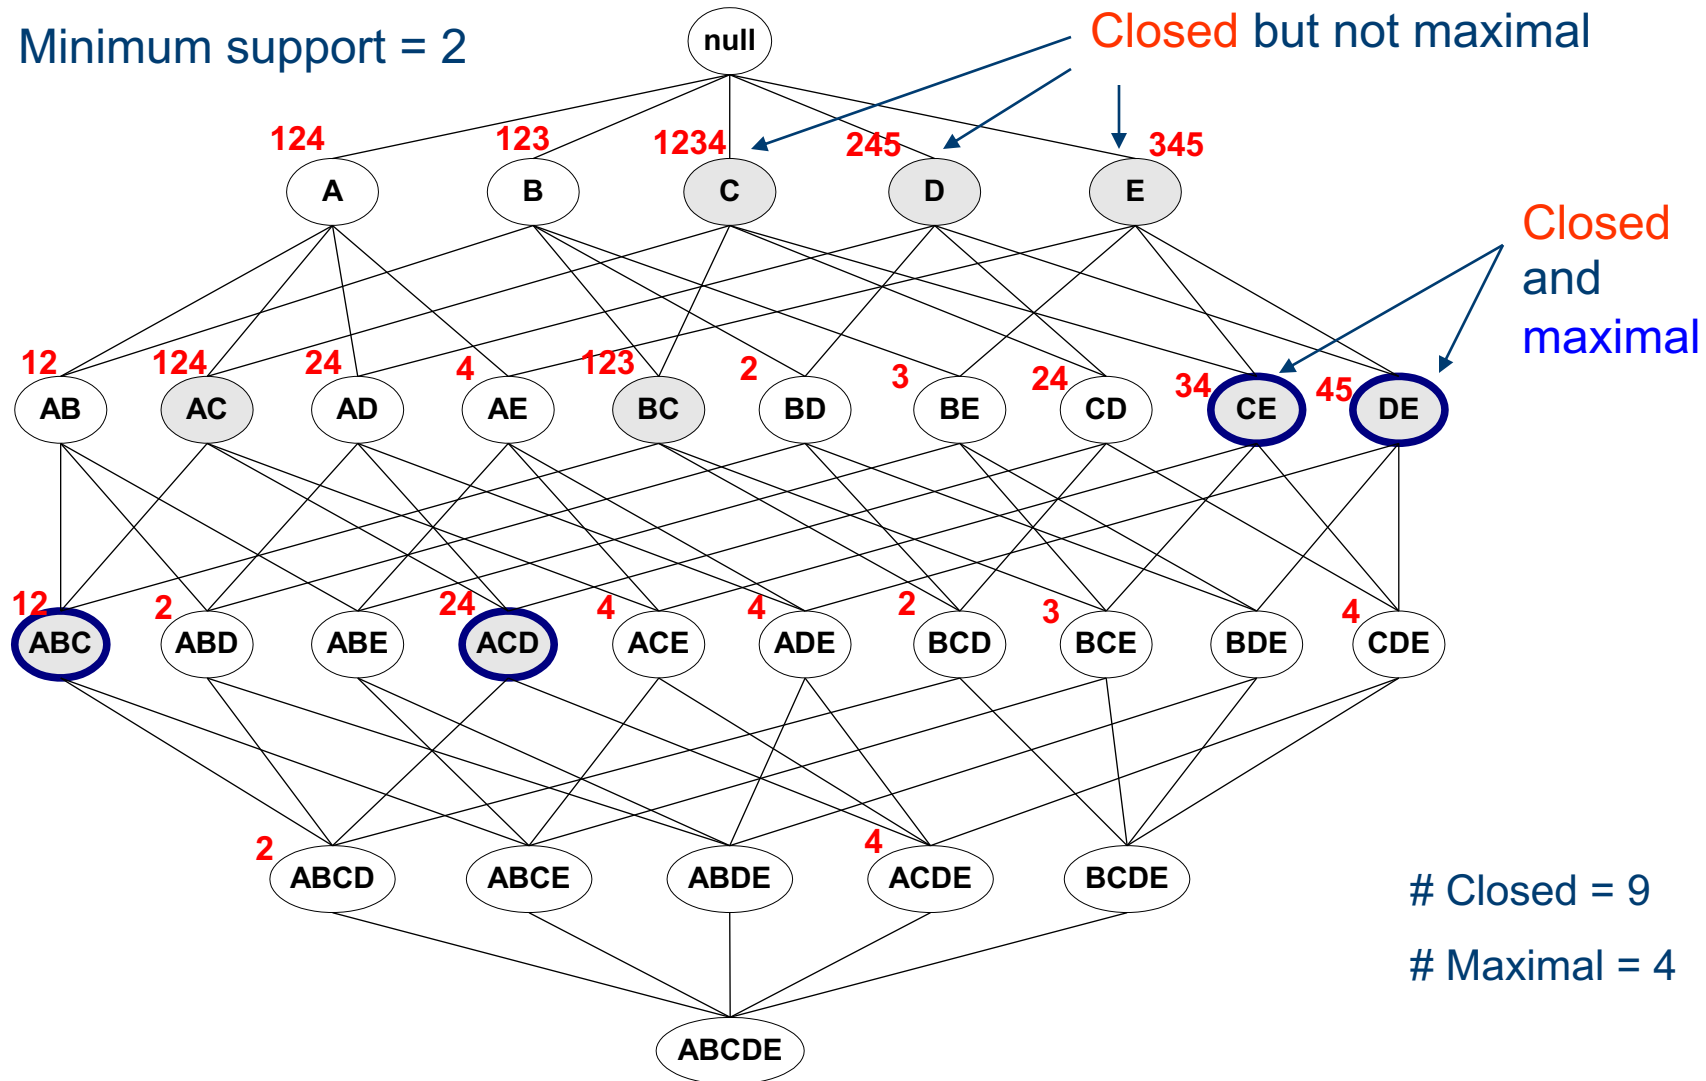 Minimum support = 2
null
Closed but not maximal
124 123 1234 245 345
A B C D E
Closed
and
maximal
12 124 24 4 123 2 3 24 34 45
AB AC AD AE BC BD BE CD CE DE
12 2 24 4 4 2 3 4
ABC ABD ABE ACD ACE ADE BCD BCE BDE CDE
2 4
ABCD ABCE ABDE ACDE BCDE
# Closed = 9
# Maximal = 4
ABCDE